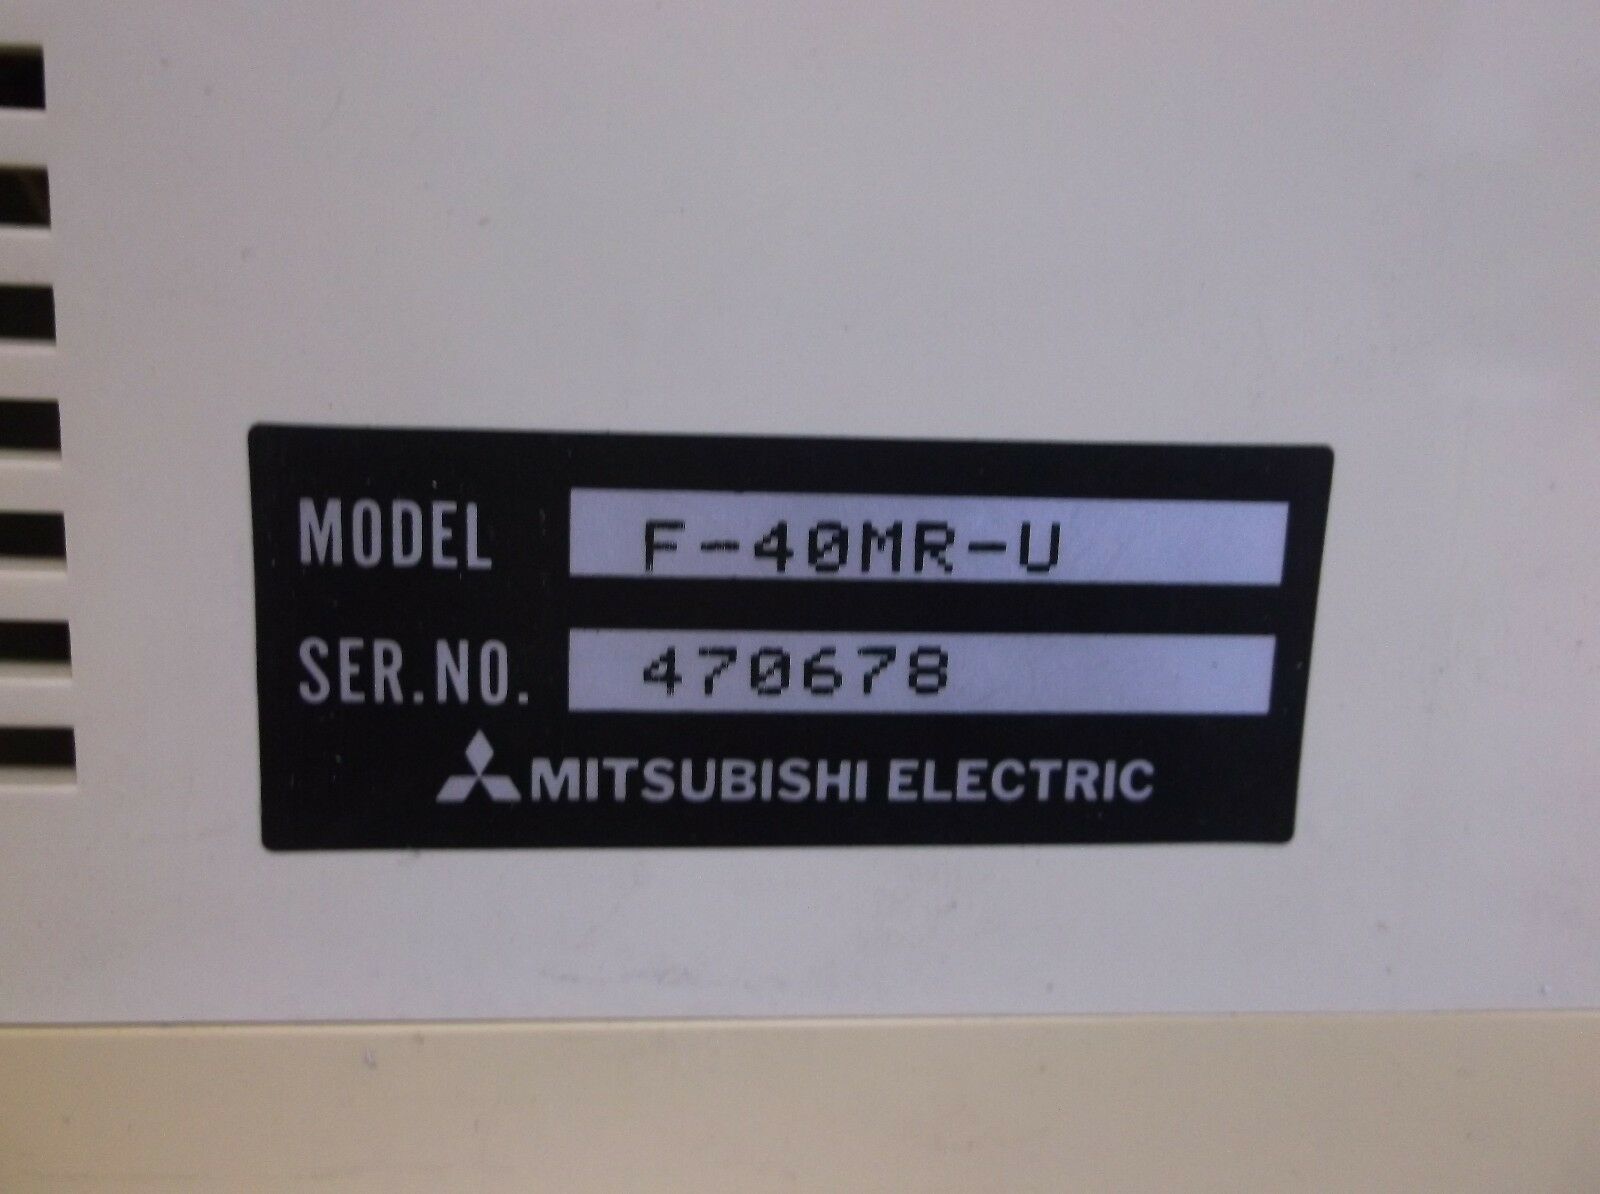 MODEL F-40MR-U
SER.NO. 470678
MITSUBISHI ELECTRIC